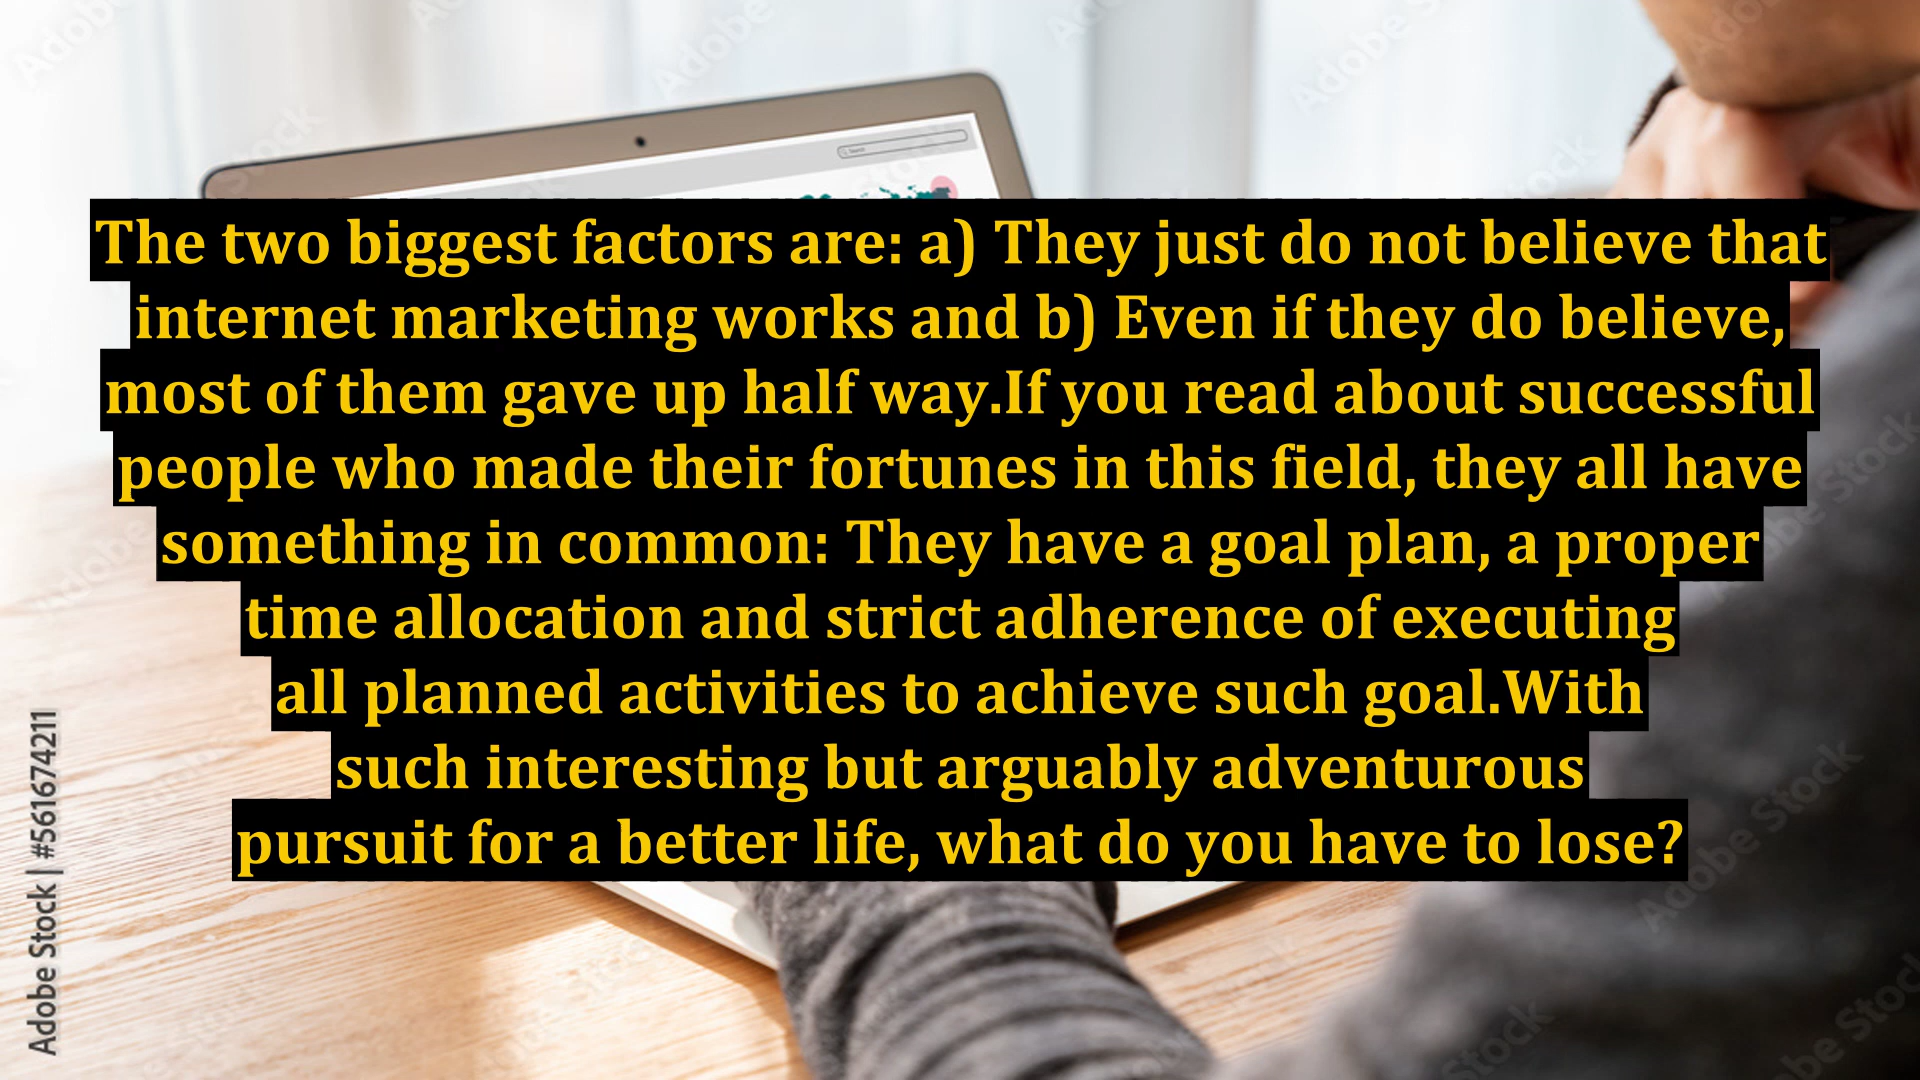 The two biggest factors are: a) They just do not believe that
internet marketing works and b) Even if they do believe,
most of them gave up half way.If you read about successful
people who made their fortunes in this field, they all have
something in common: They have a goal plan, a proper
time allocation and strict adherence of executing
all planned activities to achieve such goal.With
such interesting but arguably adventurous
pursuit for a better life, what do you have to lose?
Adobe Stock | #561674211